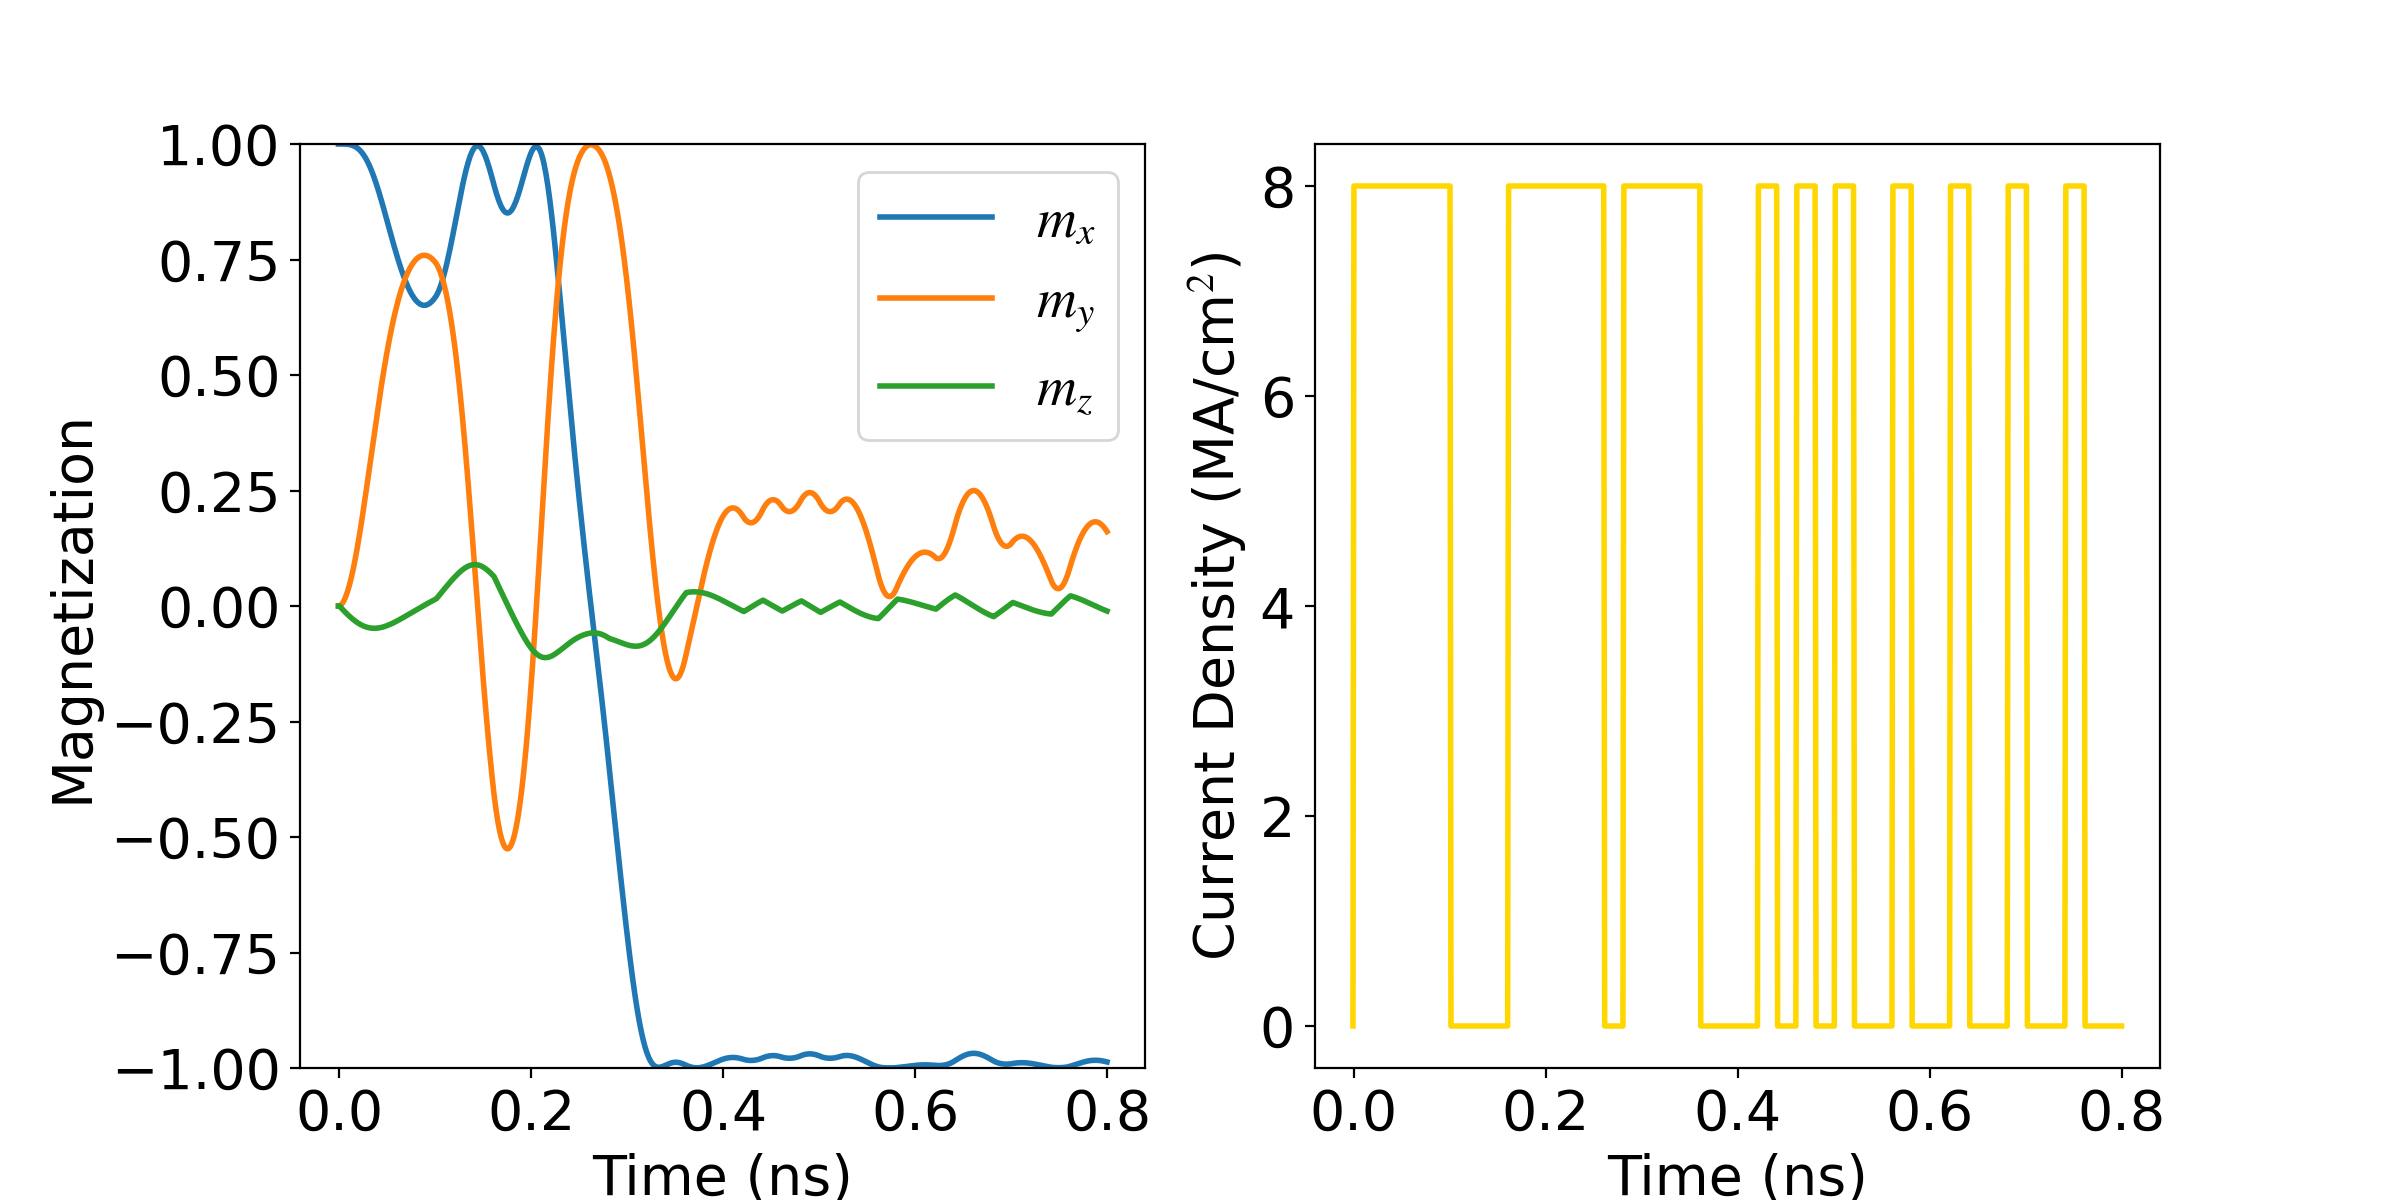 Magnetization
1.00
0.75
0.50
0.25
0.00
−0.25
−0.50
−0.75
−1.00
0.0 0.2 0.4 0.6 0.8
Time (ns)
m_x
m_y
m_z
Current Density (MA/cm²)
8
6
4
2
0
0.0 0.2 0.4 0.6 0.8
Time (ns)